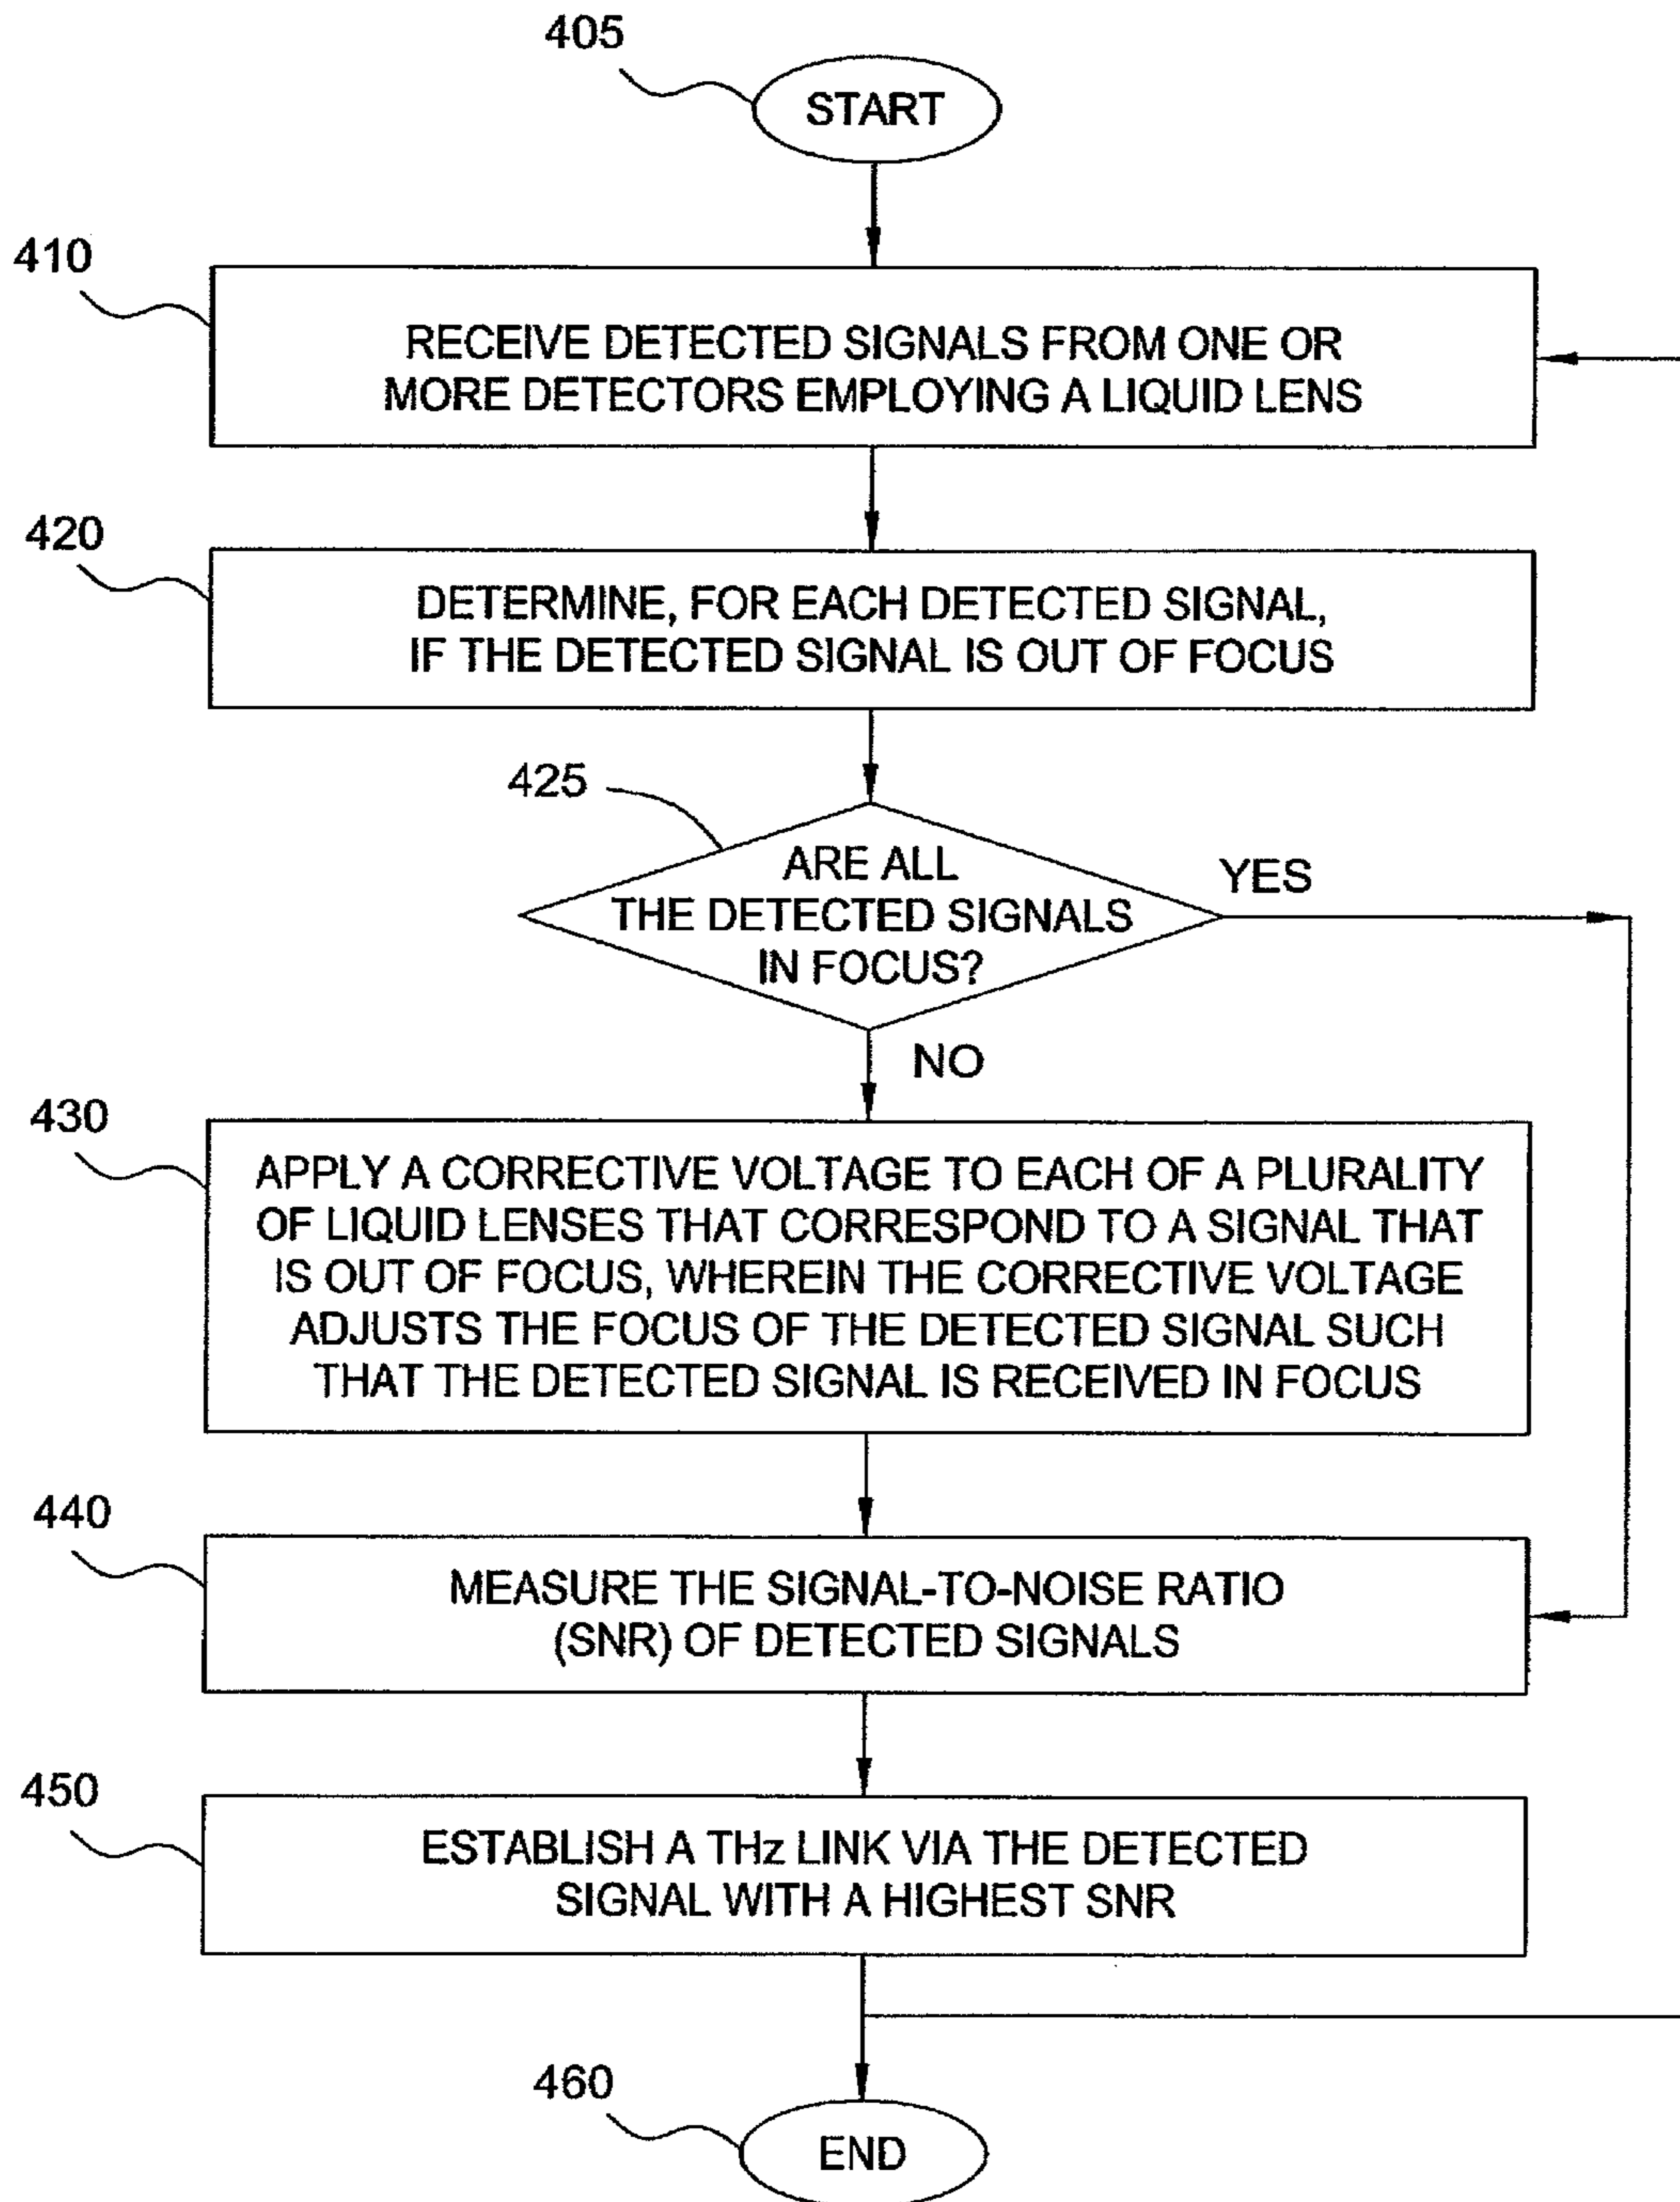 405
START
410
RECEIVE DETECTED SIGNALS FROM ONE OR
MORE DETECTORS EMPLOYING A LIQUID LENS
420
DETERMINE, FOR EACH DETECTED SIGNAL,
IF THE DETECTED SIGNAL IS OUT OF FOCUS
425
ARE ALL
THE DETECTED SIGNALS
IN FOCUS?
YES
NO
430
APPLY A CORRECTIVE VOLTAGE TO EACH OF A PLURALITY
OF LIQUID LENSES THAT CORRESPOND TO A SIGNAL THAT
IS OUT OF FOCUS, WHEREIN THE CORRECTIVE VOLTAGE
ADJUSTS THE FOCUS OF THE DETECTED SIGNAL SUCH
THAT THE DETECTED SIGNAL IS RECEIVED IN FOCUS
440
MEASURE THE SIGNAL-TO-NOISE RATIO
(SNR) OF DETECTED SIGNALS
450
ESTABLISH A THz LINK VIA THE DETECTED
SIGNAL WITH A HIGHEST SNR
460
END